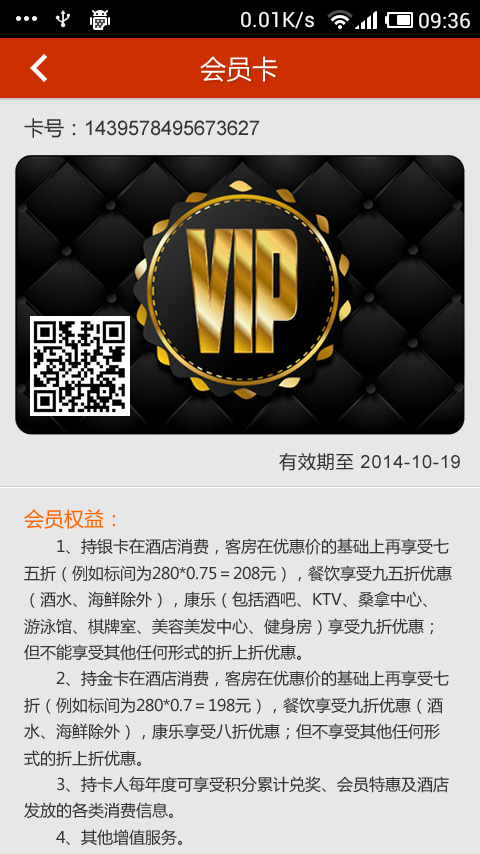 0.01K/s 09:36
会员卡
卡号：1439578495673627
VIP
有效期至 2014-10-19
会员权益：
1、持银卡在酒店消费，客房在优惠价的基础上再享受七
五折（例如标间为280*0.75＝208元），餐饮享受九五折优惠
（酒水、海鲜除外），康乐（包括酒吧、KTV、桑拿中心、
游泳馆、棋牌室、美容美发中心、健身房）享受九折优惠；
但不能享受其他任何形式的折上折优惠。
2、持金卡在酒店消费，客房在优惠价的基础上再享受七
折（例如标间为280*0.7＝198元），餐饮享受九折优惠（酒
水、海鲜除外），康乐享受八折优惠；但不享受其他任何形
式的折上折优惠。
3、持卡人每年度可享受积分累计兑奖、会员特惠及酒店
发放的各类消费信息。
4、其他增值服务。